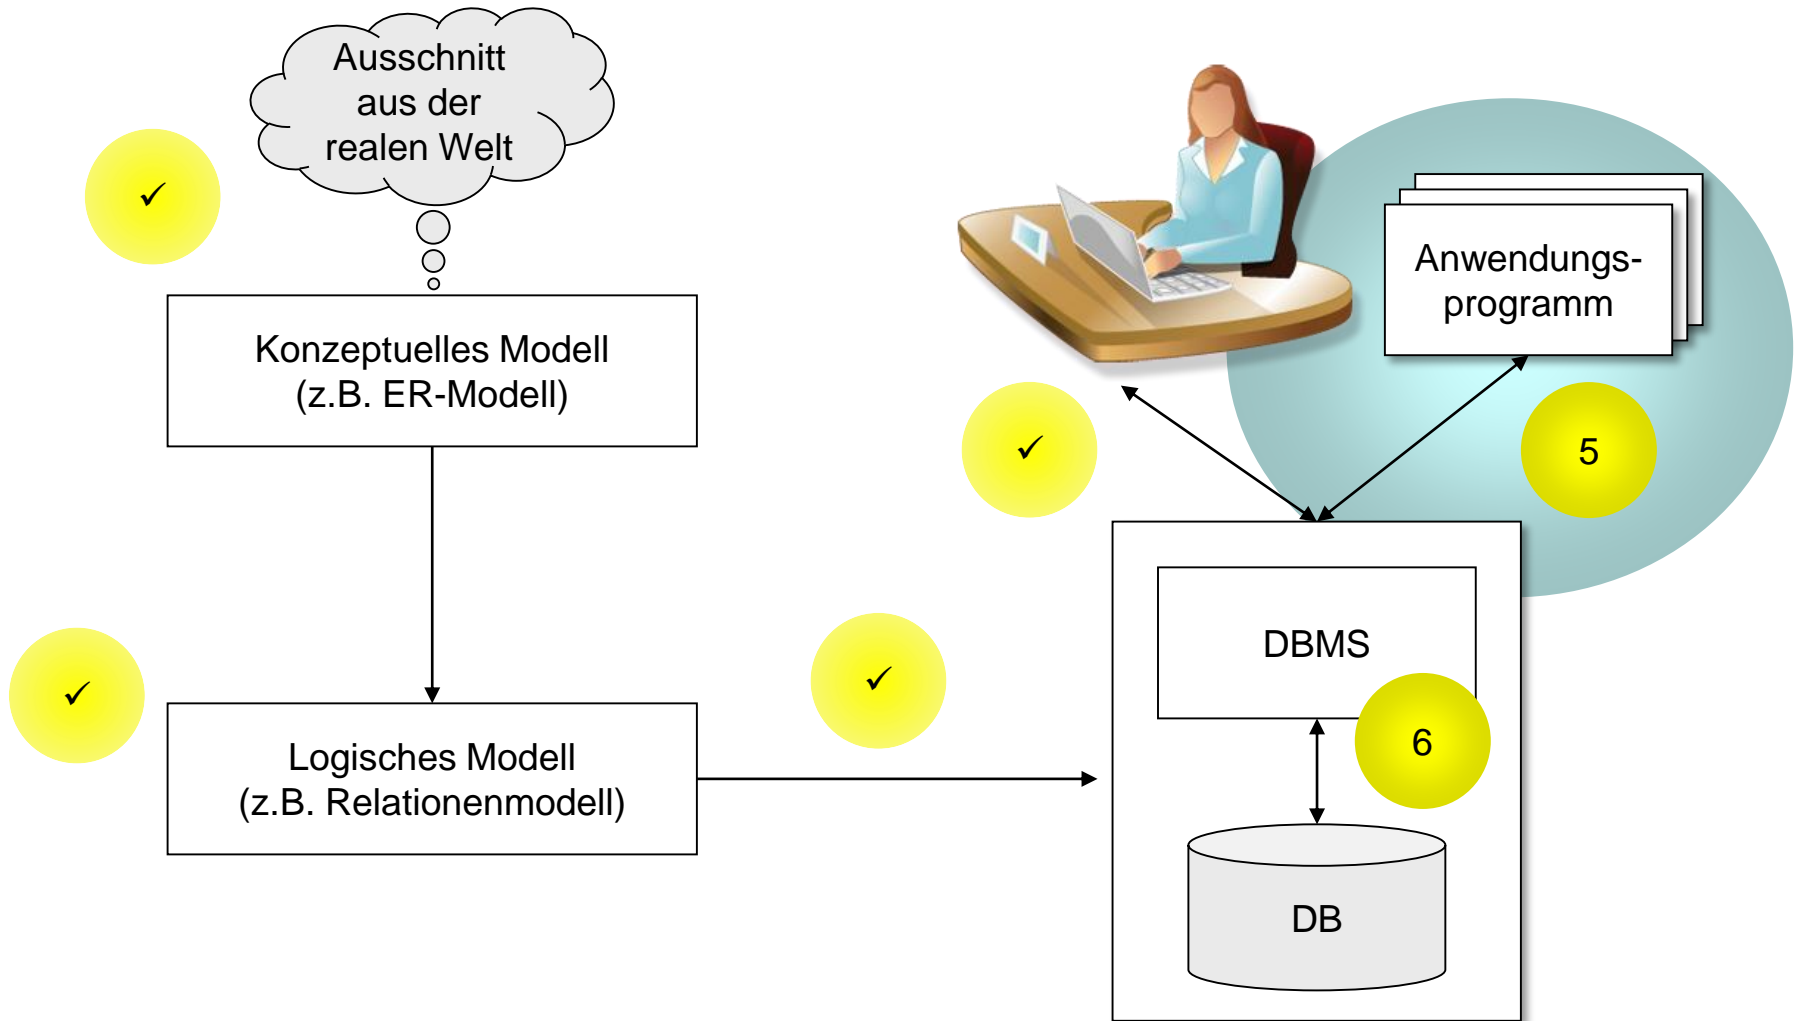 Ausschnitt
aus der
realen Welt
✓
Konzeptuelles Modell
(z.B. ER-Modell)
Anwendungs-
programm
✓
5
✓
Logisches Modell
(z.B. Relationenmodell)
✓
DBMS
6
DB